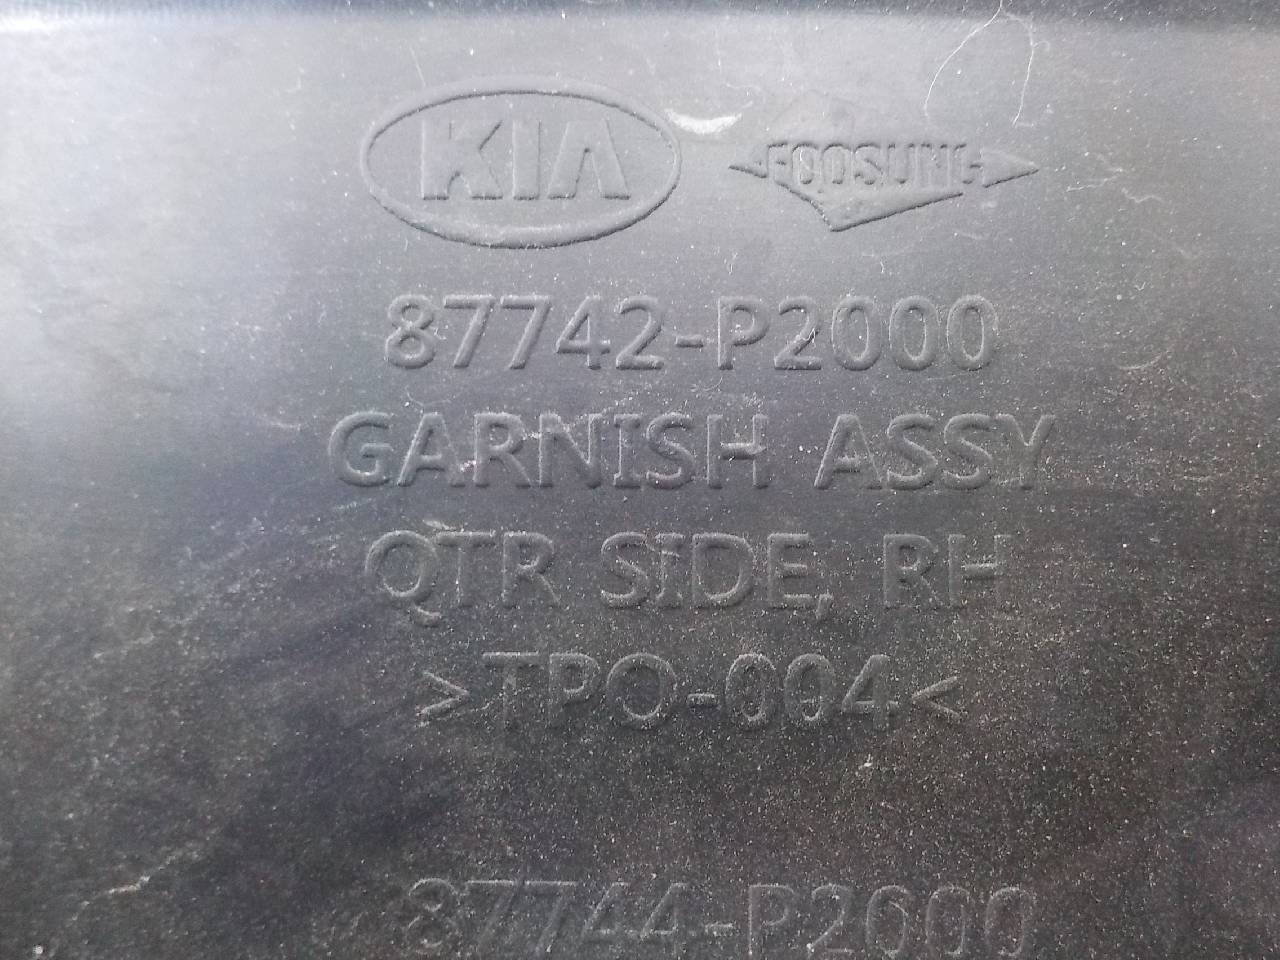 KIA FOOSUNG
87742-P2000
GARNISH ASSY
QTR SIDE, RH
>TPO-004<
87744-P2000